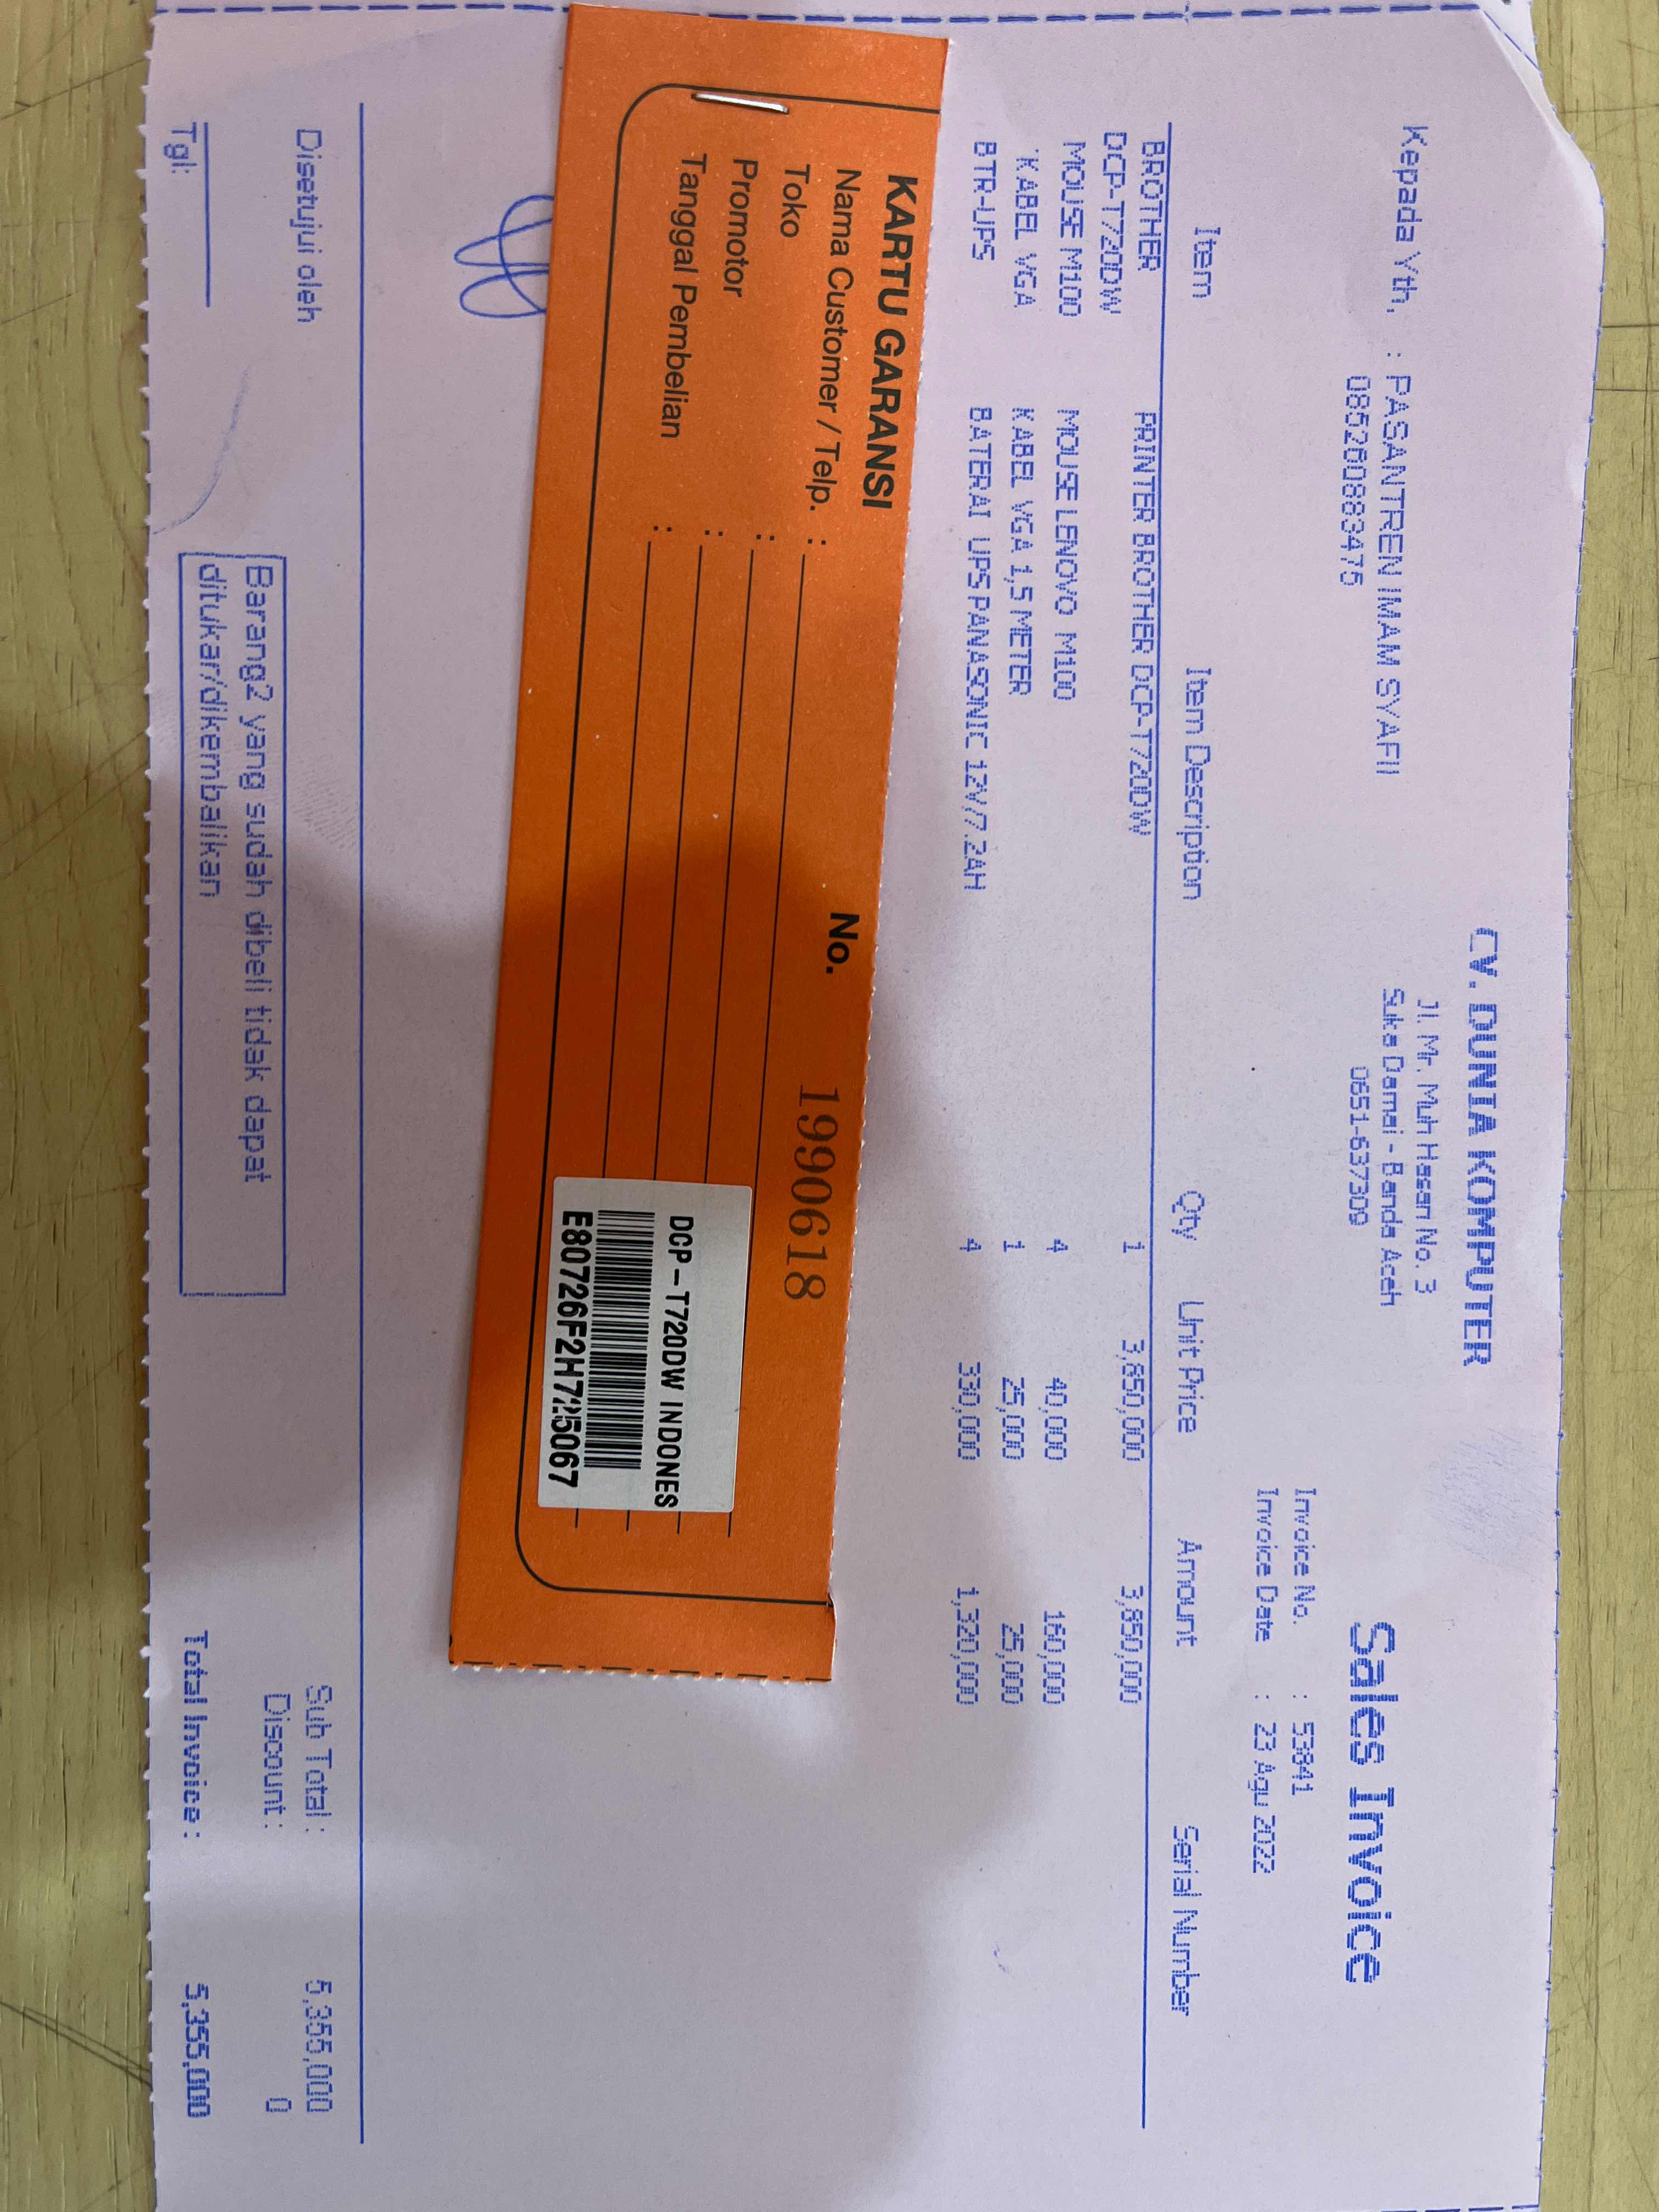 CV. DUNIA KOMPUTER
Jl. Mr. Muh Hasan No. 3
Suka Damai - Banda Aceh
0651-637309
Sales Invoice
Kepada Yth. : PASANTREN IMAM SYAFII
085260883475
Invoice No. : 53841
Invoice Date : 23 Agu 2022
Item Item Description Qty Unit Price Amount Serial Number
BROTHER PRINTER BROTHER DCP-T720DW 1 3,850,000 3,850,000
DCP-T720DW
MOUSE M100 MOUSE LENOVO M100 4 40,000 160,000
'KABEL VGA KABEL VGA 1,5 METER 1 25,000 25,000
BTR-UPS BATERAI UPS PANASONIC 12V/7.2AH 4 330,000 1,320,000
KARTU GARANSI
No. 1990618
Nama Customer / Telp. :
Toko :
Promotor :
Tanggal Pembelian :
DCP-T720DW INDONES
E80726F2H725067
Disetujui oleh
Tgl:
Barang2 yang sudah dibeli tidak dapat
ditukar/dikembalikan
Sub Total : 5,355,000
Discount : 0
Total Invoice : 5,355,000